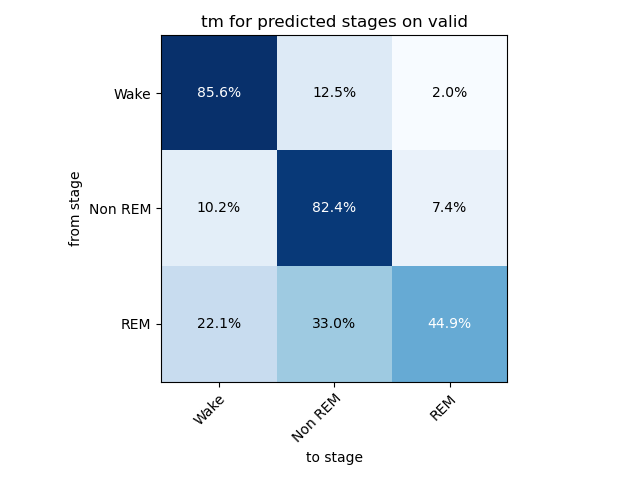 tm for predicted stages on valid
Wake 85.6% 12.5% 2.0%
from stage
Non REM 10.2% 82.4% 7.4%
REM 22.1% 33.0% 44.9%
Wake Non REM REM
to stage